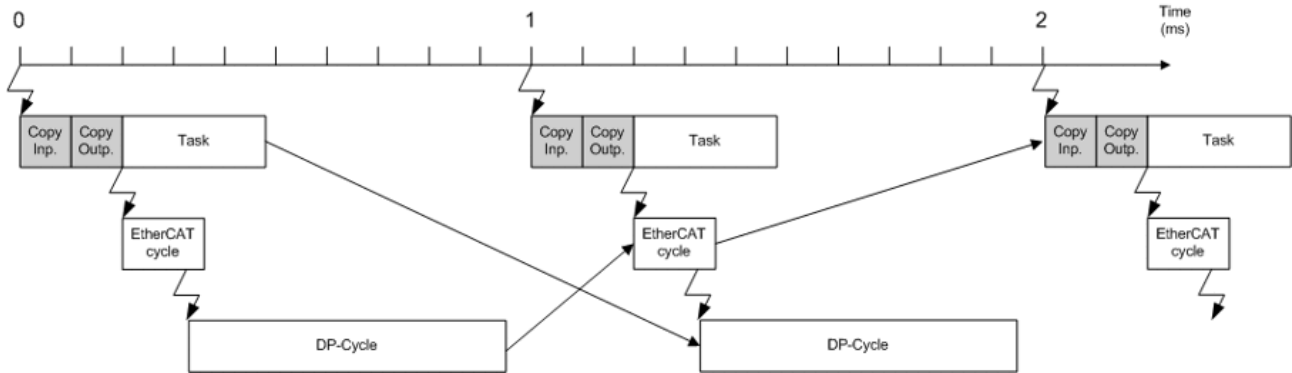 0
1
2
Time
(ms)
Copy
Inp.
Copy
Outp.
Task
Copy
Inp.
Copy
Outp.
Task
Copy
Inp.
Copy
Outp.
Task
EtherCAT
cycle
EtherCAT
cycle
EtherCAT
cycle
DP-Cycle
DP-Cycle